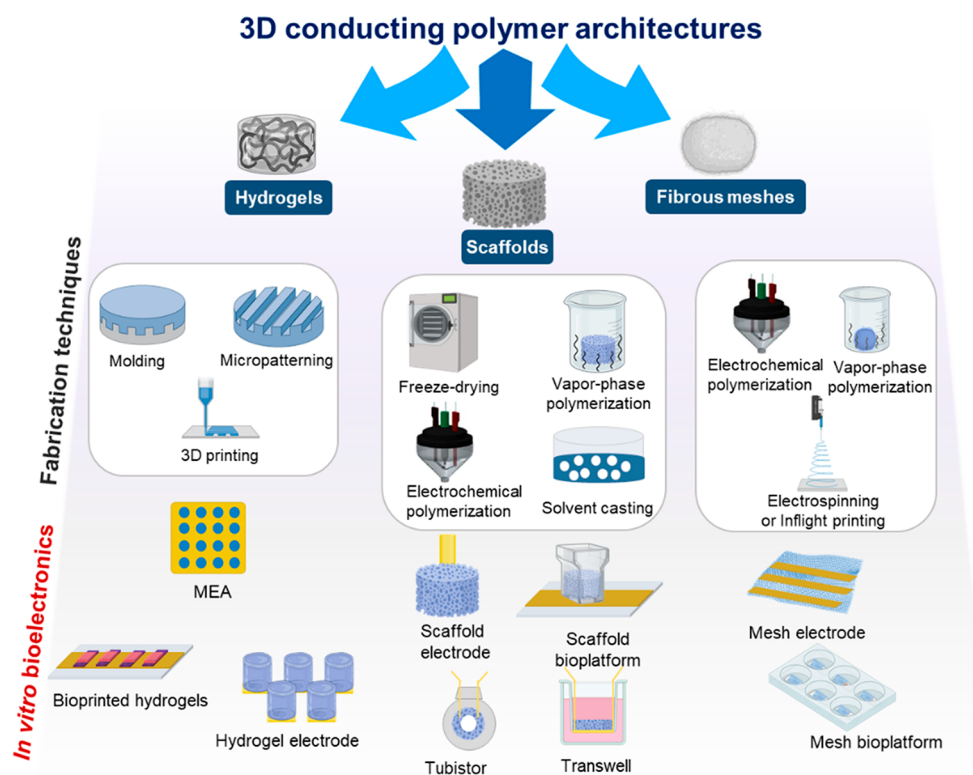 3D conducting polymer architectures
Hydrogels
Scaffolds
Fibrous meshes
Fabrication techniques
Molding
Micropatterning
3D printing
Freeze-drying
Vapor-phase
polymerization
Electrochemical
polymerization
Solvent casting
Electrochemical
polymerization
Vapor-phase
polymerization
Electrospinning
or Inflight printing
In vitro bioelectronics
MEA
Bioprinted hydrogels
Hydrogel electrode
Scaffold
electrode
Scaffold
bioplatform
Tubistor
Transwell
Mesh electrode
Mesh bioplatform